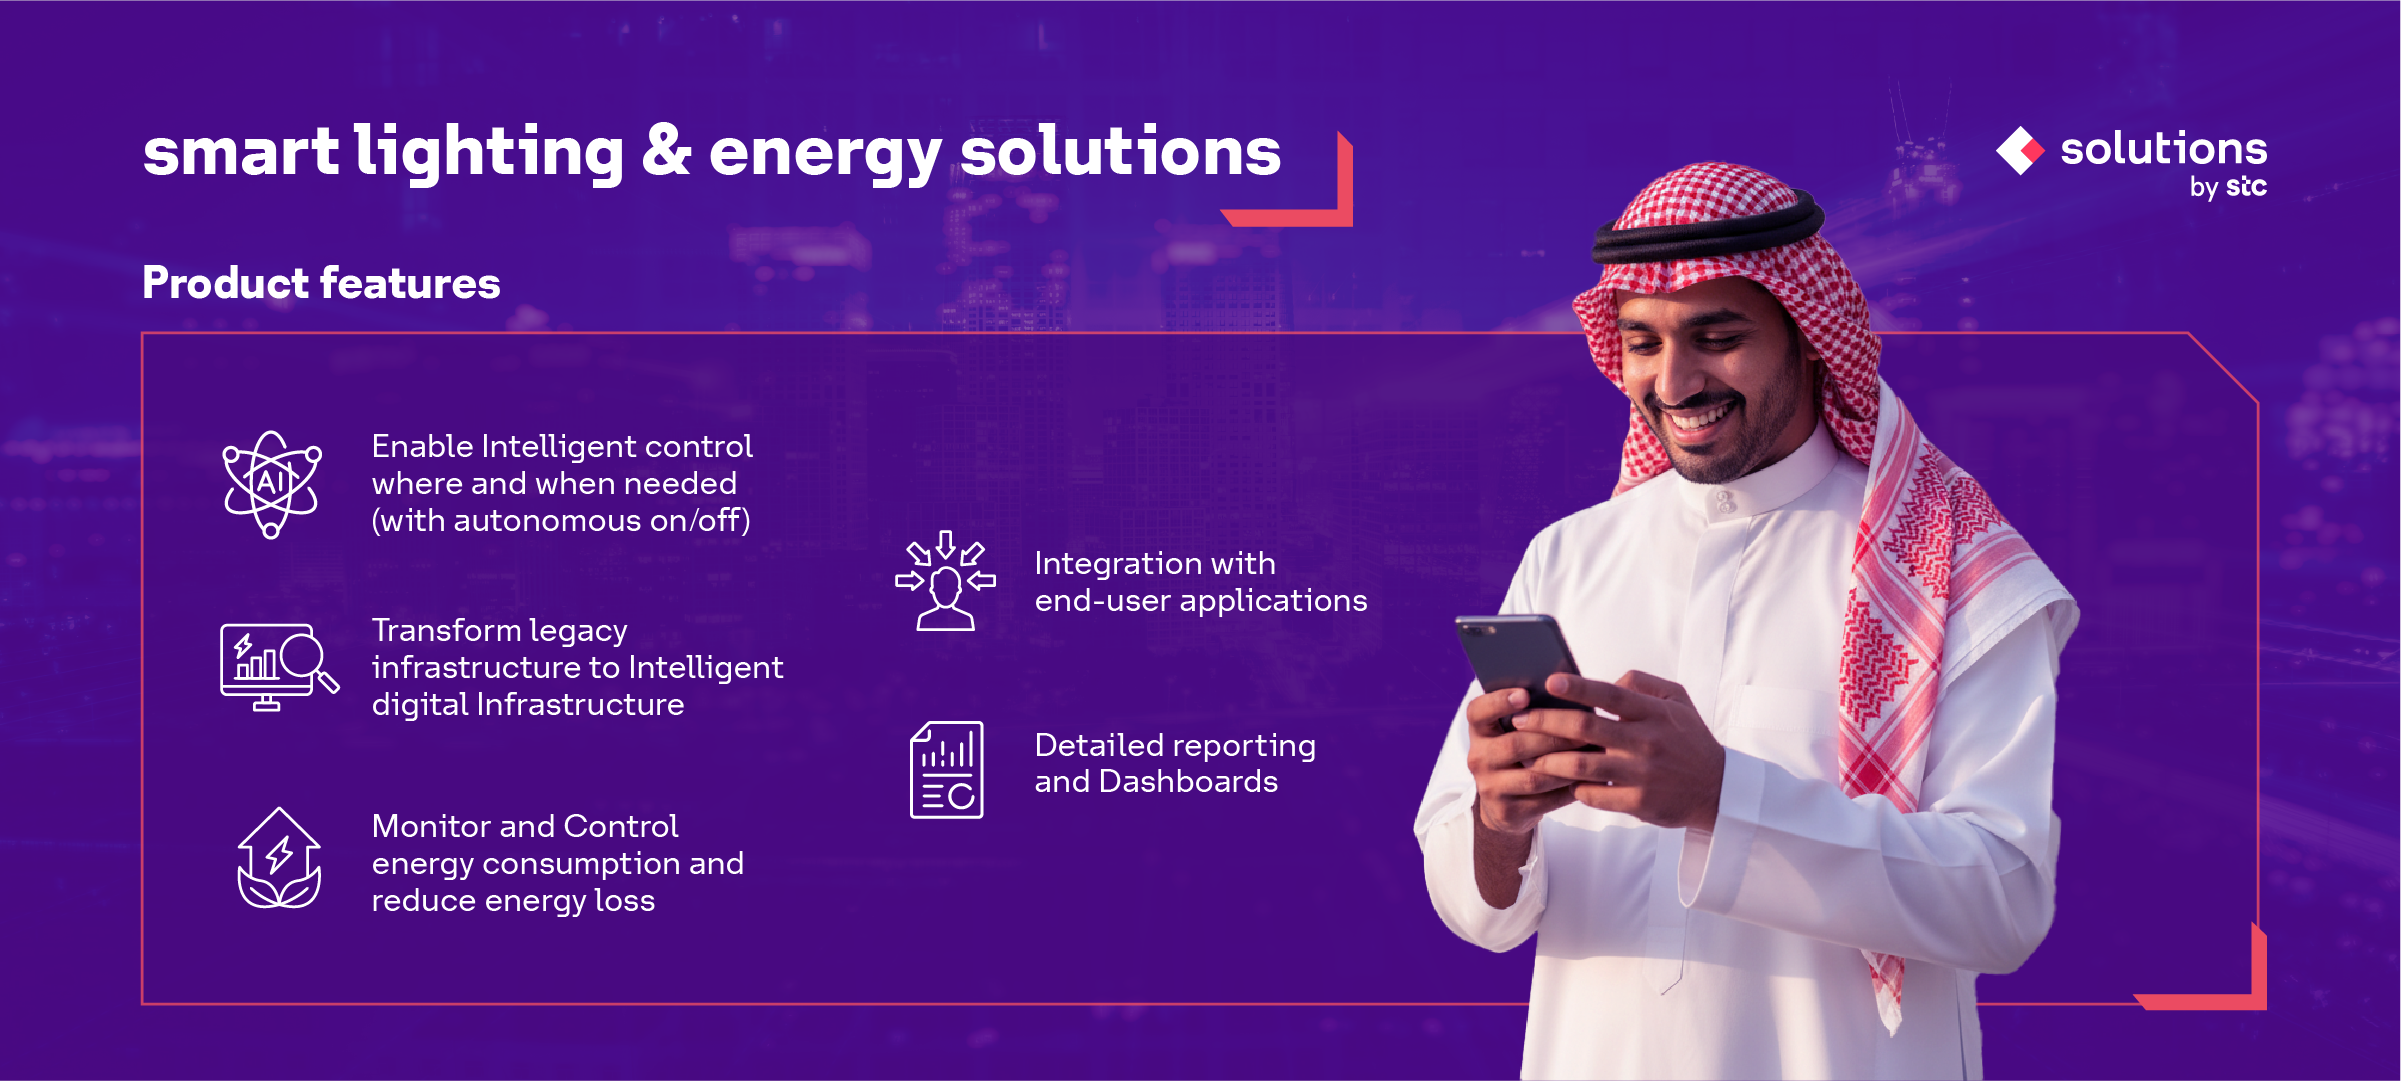 smart lighting & energy solutions
solutions
by stc
Product features
AI
Enable Intelligent control
where and when needed
(with autonomous on/off)
Transform legacy
infrastructure to Intelligent
digital Infrastructure
Monitor and Control
energy consumption and
reduce energy loss
Integration with
end-user applications
Detailed reporting
and Dashboards